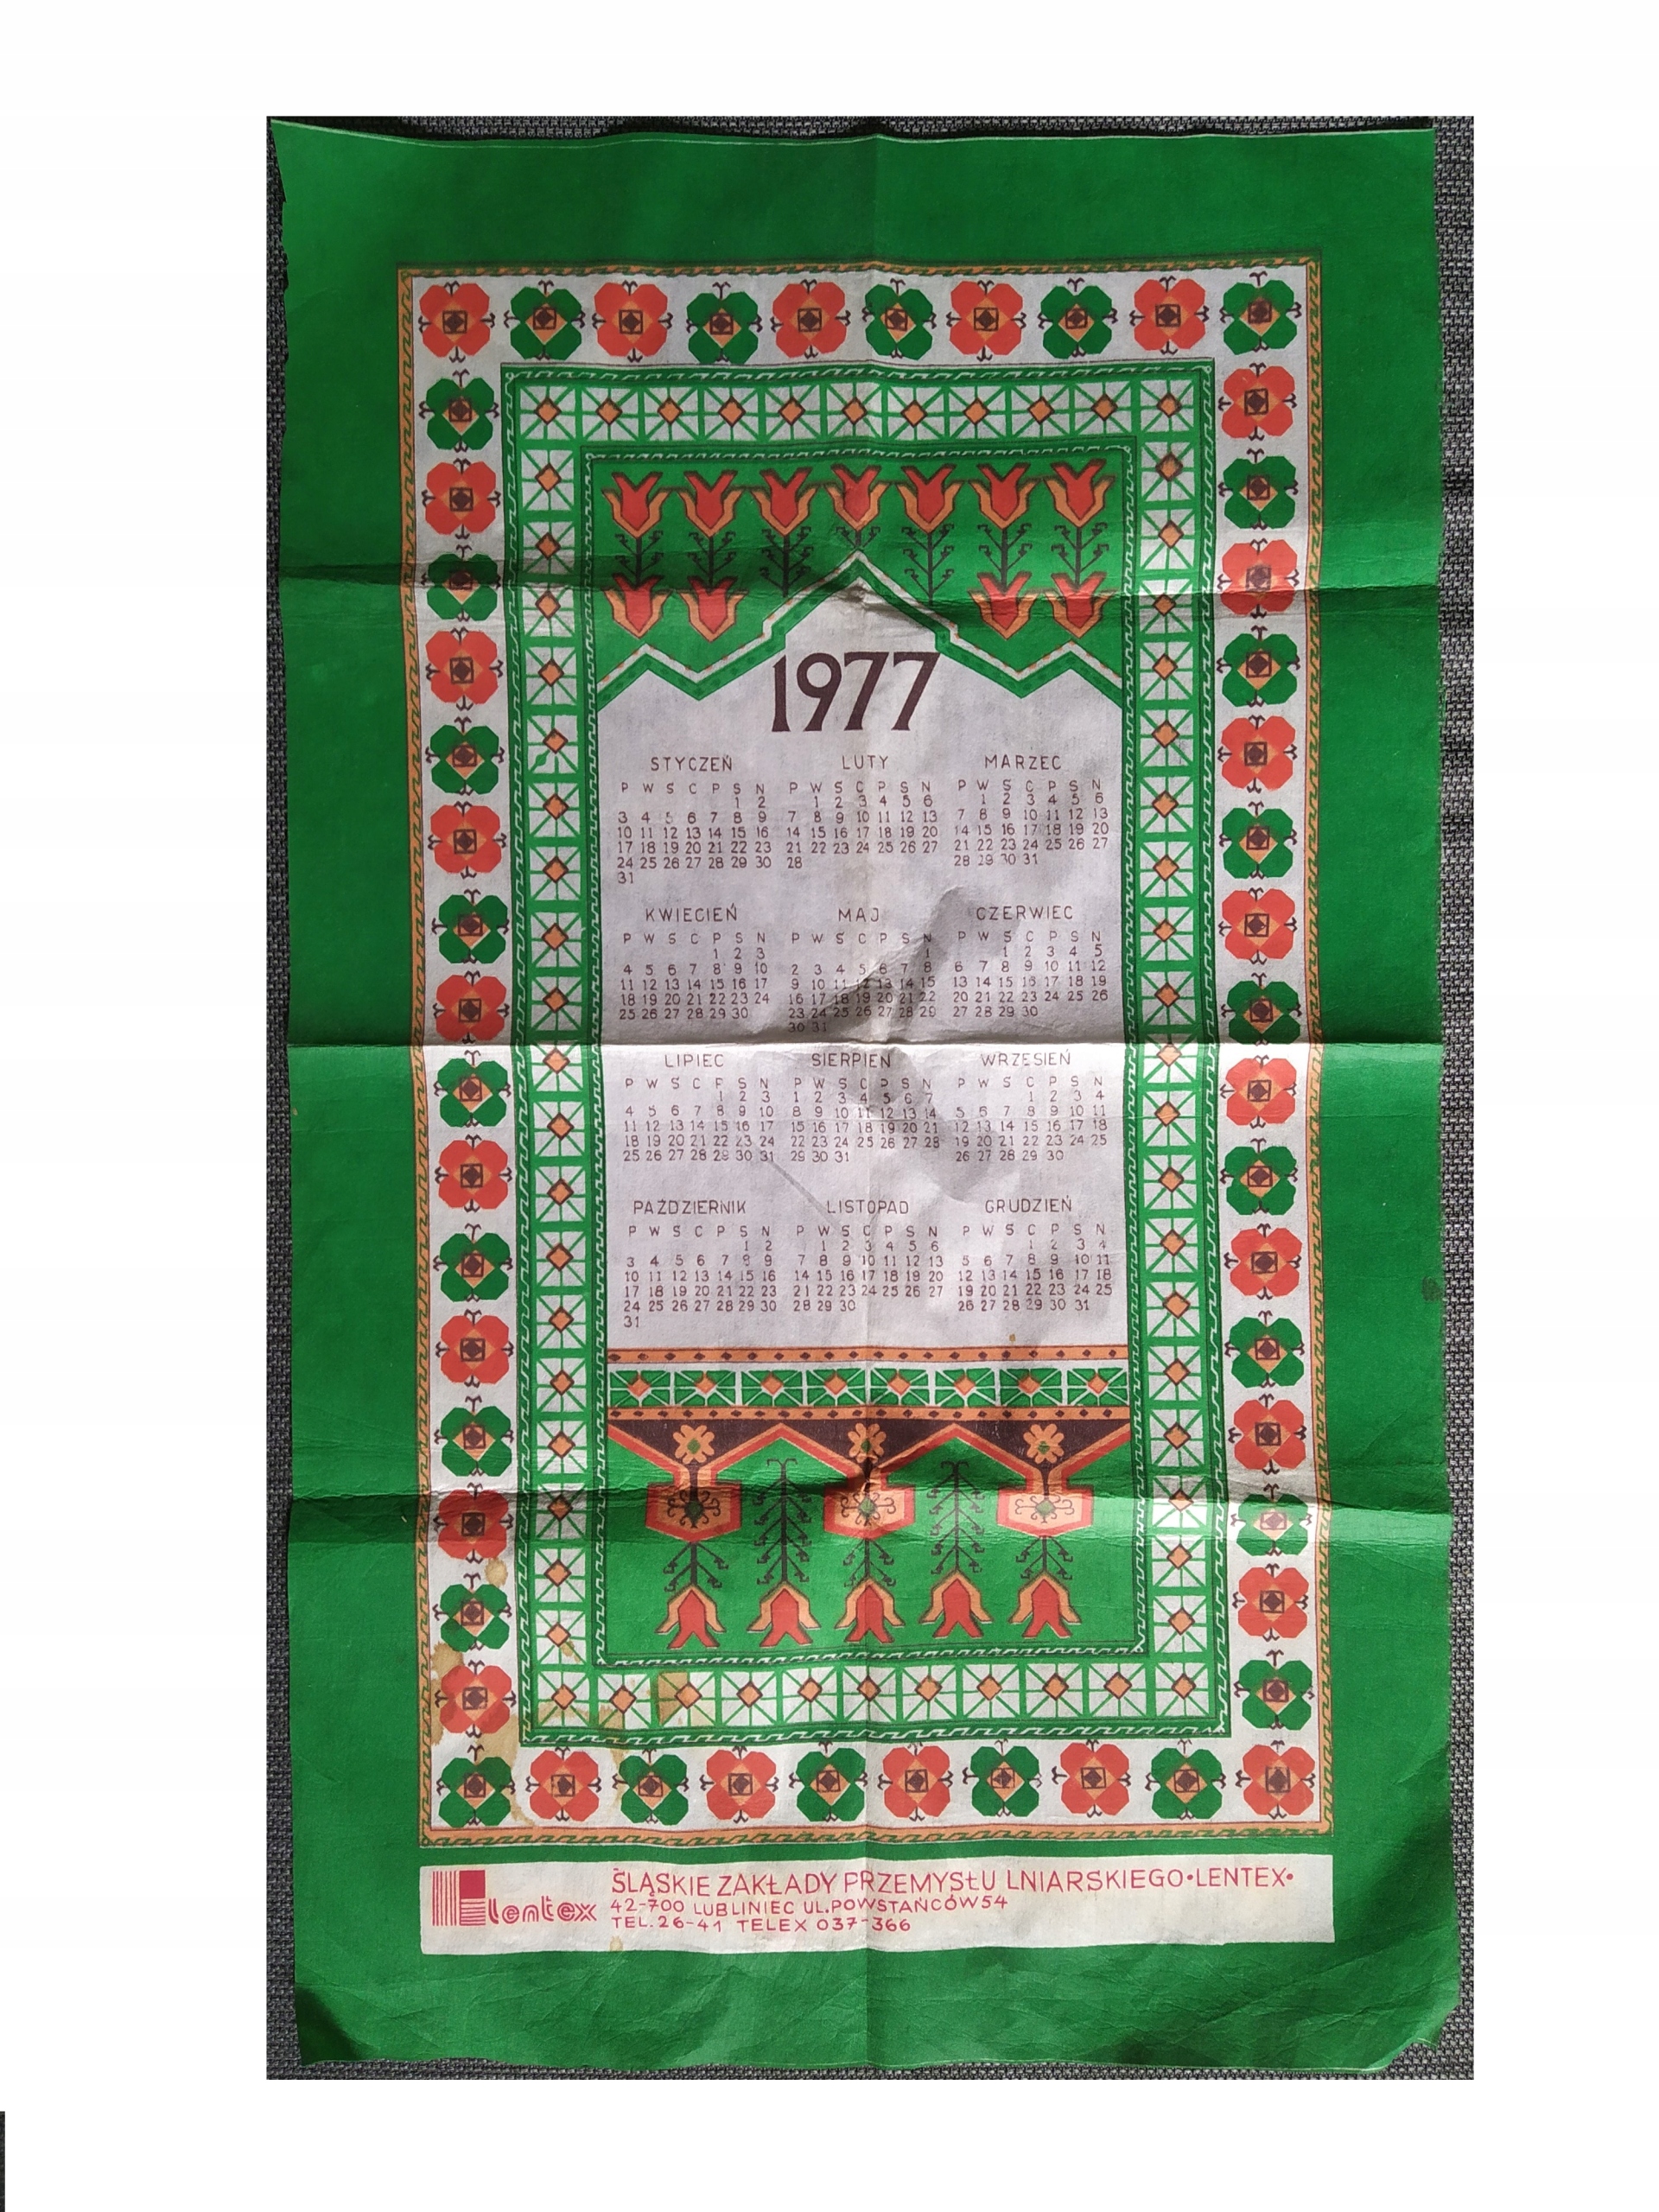 1977
STYCZEŃ LUTY MARZEC
P W S C P S N P W S C P S N P W S C P S N
1 2 1 2 3 4 5 6 1 2 3 4 5 6
3 4 5 6 7 8 9 7 8 9 10 11 12 13 7 8 9 10 11 12 13
10 11 12 13 14 15 16 14 15 16 17 18 19 20 14 15 16 17 18 19 20
17 18 19 20 21 22 23 21 22 23 24 25 26 27 21 22 23 24 25 26 27
24 25 26 27 28 29 30 28 28 29 30 31
31
KWIECIEŃ MAJ CZERWIEC
P W S C P S N P W S C P S N P W S C P S N
1 2 3 1 1 2 3 4 5
4 5 6 7 8 9 10 2 3 4 5 6 7 8 6 7 8 9 10 11 12
11 12 13 14 15 16 17 9 10 11 12 13 14 15 13 14 15 16 17 18 19
18 19 20 21 22 23 24 16 17 18 19 20 21 22 20 21 22 23 24 25 26
25 26 27 28 29 30 23 24 25 26 27 28 29 27 28 29 30
30 31
LIPIEC SIERPIEŃ WRZESIEŃ
P W S C P S N P W S C P S N P W S C P S N
1 2 3 1 2 3 4 5 6 7 1 2 3 4
4 5 6 7 8 9 10 8 9 10 11 12 13 14 5 6 7 8 9 10 11
11 12 13 14 15 16 17 15 16 17 18 19 20 21 12 13 14 15 16 17 18
18 19 20 21 22 23 24 22 23 24 25 26 27 28 19 20 21 22 23 24 25
25 26 27 28 29 30 31 29 30 31 26 27 28 29 30
PAŹDZIERNIK LISTOPAD GRUDZIEŃ
P W S C P S N P W S C P S N P W S C P S N
1 2 1 2 3 4 5 6 1 2 3 4
3 4 5 6 7 8 9 7 8 9 10 11 12 13 5 6 7 8 9 10 11
10 11 12 13 14 15 16 14 15 16 17 18 19 20 12 13 14 15 16 17 18
17 18 19 20 21 22 23 21 22 23 24 25 26 27 19 20 21 22 23 24 25
24 25 26 27 28 29 30 28 29 30 26 27 28 29 30 31
31
lentex
ŚLĄSKIE ZAKŁADY PRZEMYSŁU LNIARSKIEGO•LENTEX•
42-700 LUBLINIEC UL.POWSTAŃCÓW 54
TEL. 26-41 TELEX 037-366